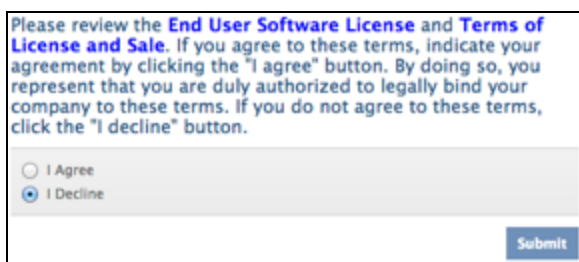 Please review the End User Software License and Terms of
License and Sale. If you agree to these terms, indicate your
agreement by clicking the "I agree" button. By doing so, you
represent that you are duly authorized to legally bind your
company to these terms. If you do not agree to these terms,
click the "I decline" button.
I Agree
I Decline
Submit